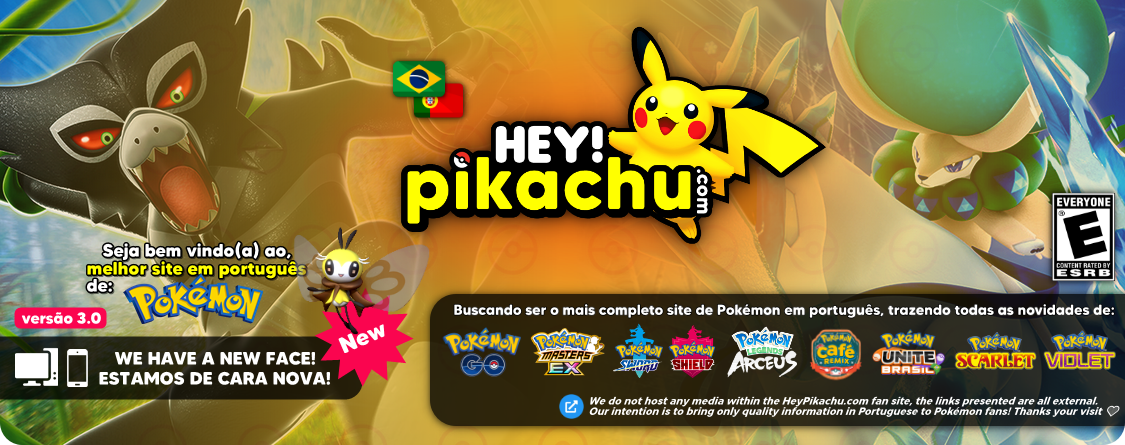 HEY!
pikachu.com
EVERYONE
E
®
CONTENT RATED BY
ESRB
Seja bem vindo(a) ao,
melhor site em português
de: POKÉMON
versão 3.0
New
WE HAVE A NEW FACE!
ESTAMOS DE CARA NOVA!
Buscando ser o mais completo site de Pokémon em português, trazendo todas as novidades de:
POKÉMON GO
POKÉMON MASTERS EX
POKÉMON SWORD
POKÉMON SHIELD
POKÉMON LEGENDS ARCEUS
POKÉMON Café REMIX
POKÉMON UNITE BRASIL
POKÉMON SCARLET
POKÉMON VIOLET
We do not host any media within the HeyPikachu.com fan site, the links presented are all external.
Our intention is to bring only quality information in Portuguese to Pokémon fans! Thanks your visit ♡